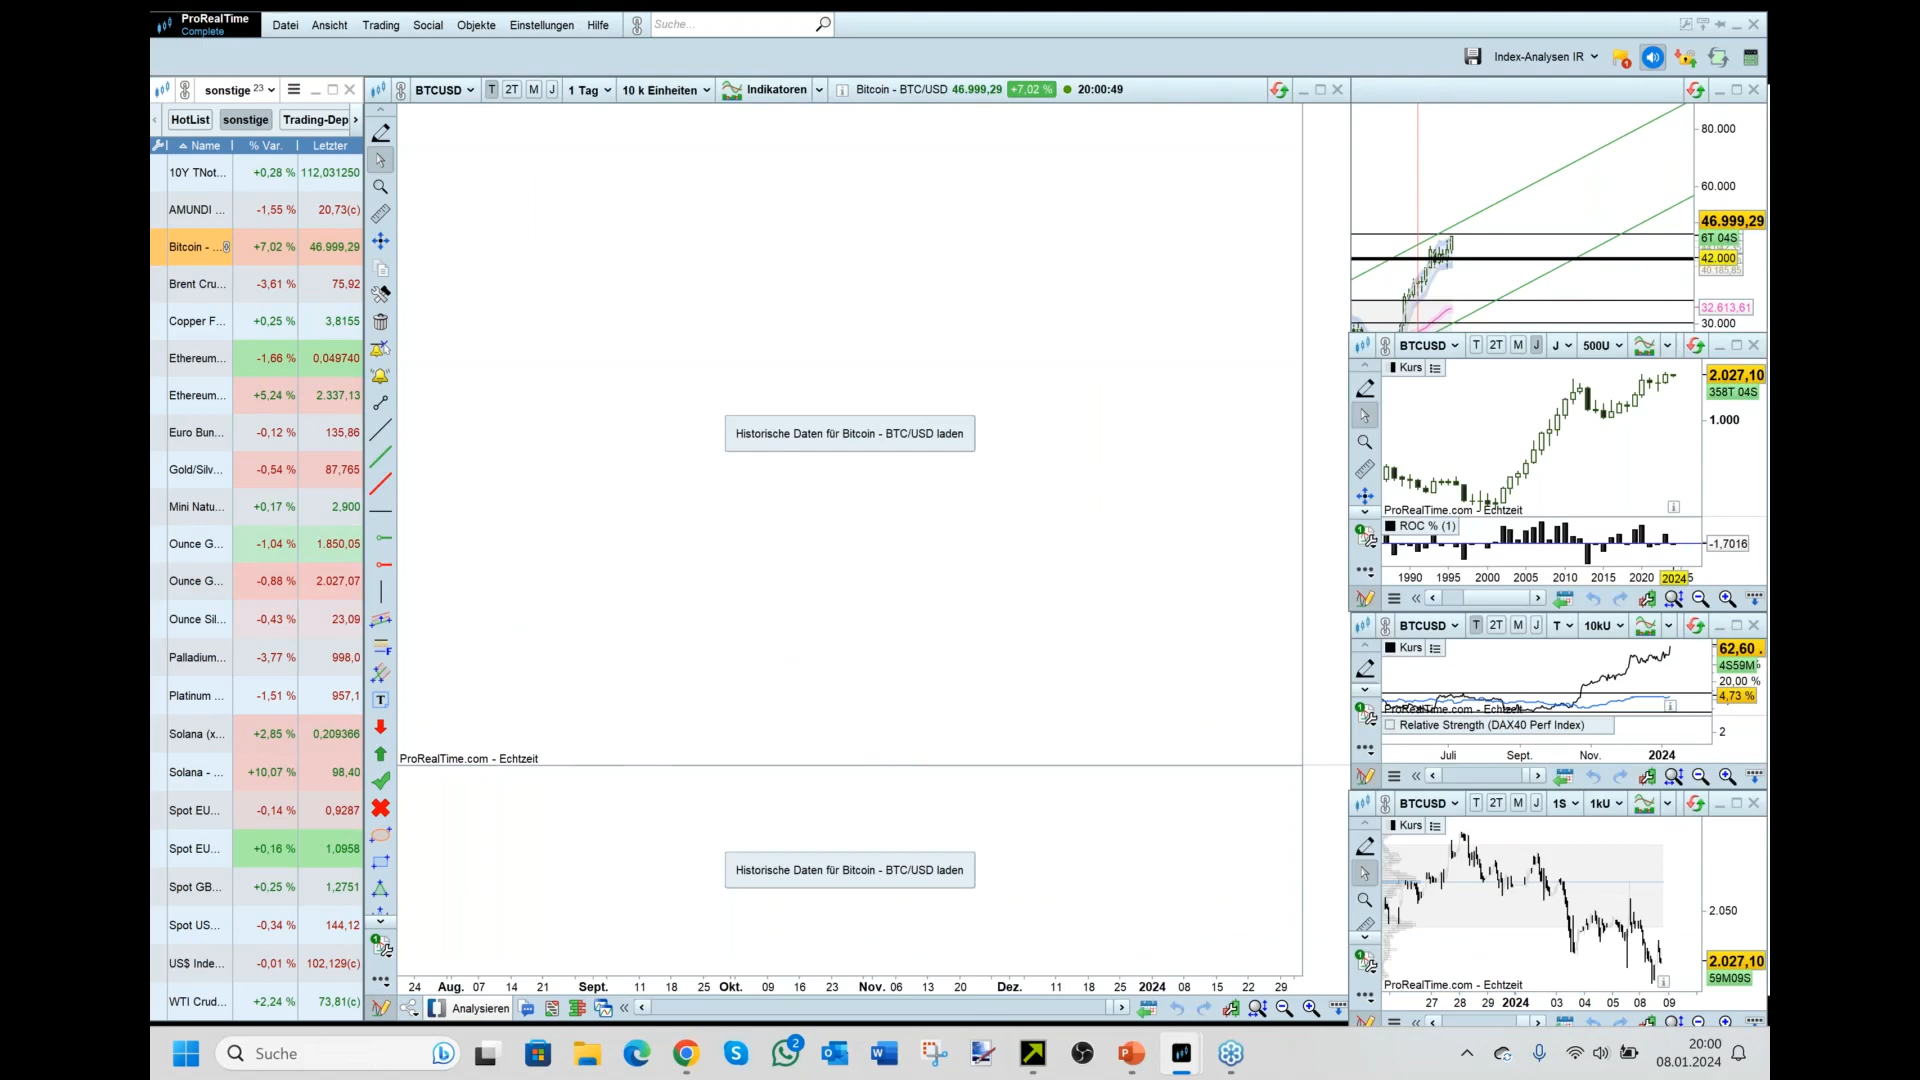 ProRealTime
Complete
Datei Ansicht Trading Social Objekte Einstellungen Hilfe Suche...
Index-Analysen IR
sonstige 23
HotList sonstige Trading-Dep
Name % Var. Letzter
10Y TNot... +0,28 % 112,031250
AMUNDI ... -1,55 % 20,73(c)
Bitcoin - ... +7,02 % 46.999,29
Brent Cru... -3,61 % 75,92
Copper F... +0,25 % 3,8155
Ethereum... -1,66 % 0,049740
Ethereum... +5,24 % 2.337,13
Euro Bun... -0,12 % 135,86
Gold/Silv... -0,54 % 87,765
Mini Natu... +0,17 % 2,900
Ounce G... -1,04 % 1.850,05
Ounce G... -0,88 % 2.027,07
Ounce Sil... -0,43 % 23,09
Palladium... -3,77 % 998,0
Platinum ... -1,51 % 957,1
Solana (x... +2,85 % 0,209366
Solana - ... +10,07 % 98,40
Spot EU... -0,14 % 0,9287
Spot EU... +0,16 % 1,0958
Spot GB... +0,25 % 1,2751
Spot US... -0,34 % 144,12
US$ Inde... -0,01 % 102,129(c)
WTI Crud... +2,24 % 73,81(c)
BTCUSD T 2T M J 1 Tag 10 k Einheiten Indikatoren Bitcoin - BTC/USD 46.999,29 +7,02 % 20:00:49
Historische Daten für Bitcoin - BTC/USD laden
ProRealTime.com - Echtzeit
Historische Daten für Bitcoin - BTC/USD laden
24 Aug. 07 14 21 Sept. 11 18 25 Okt. 09 16 23 Nov. 06 13 20 Dez. 11 18 25 2024 08 15 22 29
Analysieren
80.000
60.000
46.999,29
6T 04S
42.000
40.185,85
32.613,61
30.000
BTCUSD T 2T M J J 500U
Kurs
2.027,10
358T 04S
1.000
ProRealTime.com - Echtzeit
ROC % (1)
-1,7016
1990 1995 2000 2005 2010 2015 2020 2024
BTCUSD T 2T M J T 10kU
Kurs
62,60
4S59M
20,00 %
4,73 %
ProRealTime.com - Echtzeit
Relative Strength (DAX40 Perf Index)
2
Juli Sept. Nov. 2024
BTCUSD T 2T M J 1S 1kU
Kurs
2.050
2.027,10
59M09S
ProRealTime.com - Echtzeit
27 28 29 2024 03 04 05 08 09
Suche
2
20:00
08.01.2024